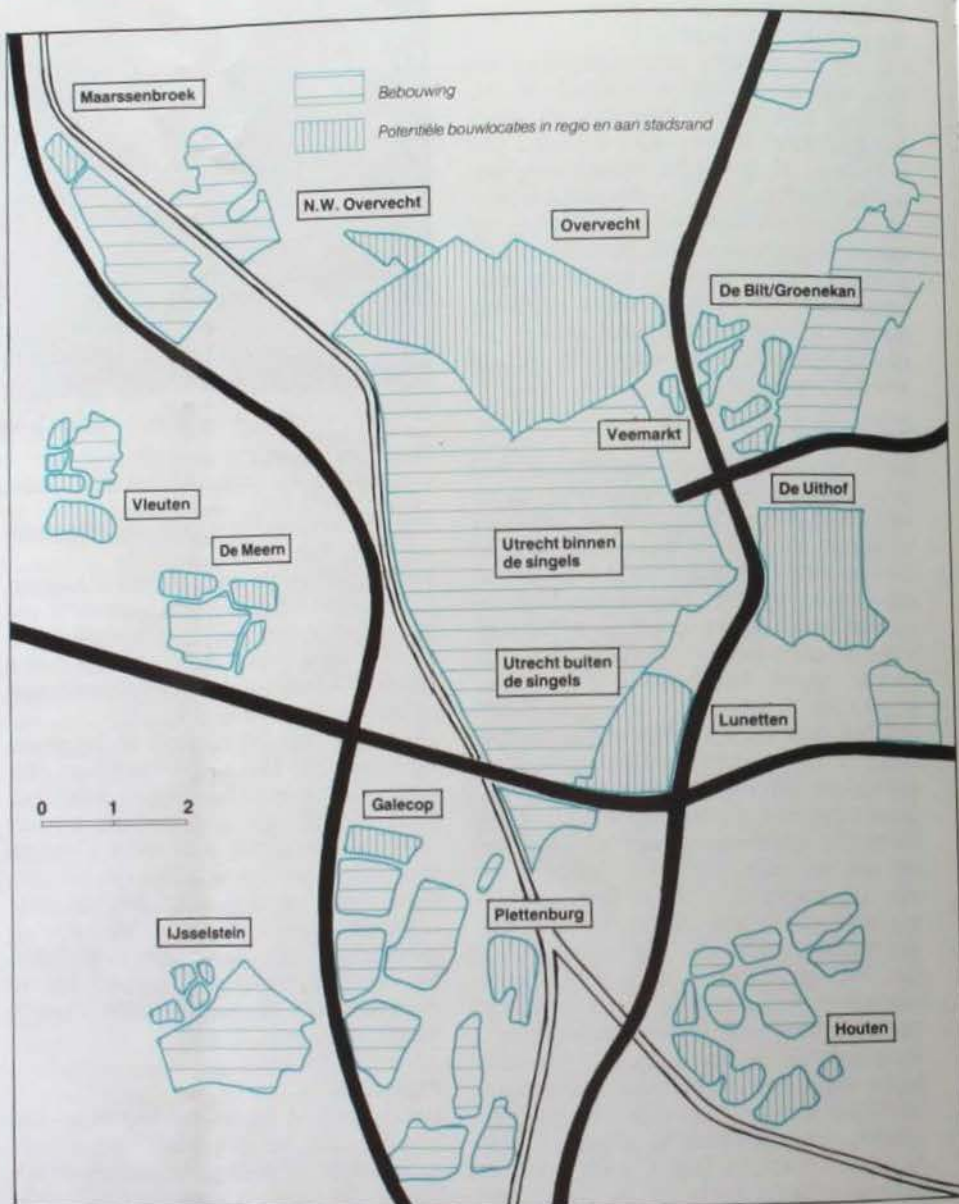 Maarssenbroek
Bebouwing
Potentiële bouwlocaties in regio en aan stadsrand
N.W. Overvecht
Overvecht
De Bilt/Groenekan
Veemarkt
Vleuten
De Uithof
De Meern
Utrecht binnen
de singels
Utrecht buiten
de singels
Lunetten
0 1 2
Galecop
Plettenburg
IJsselstein
Houten